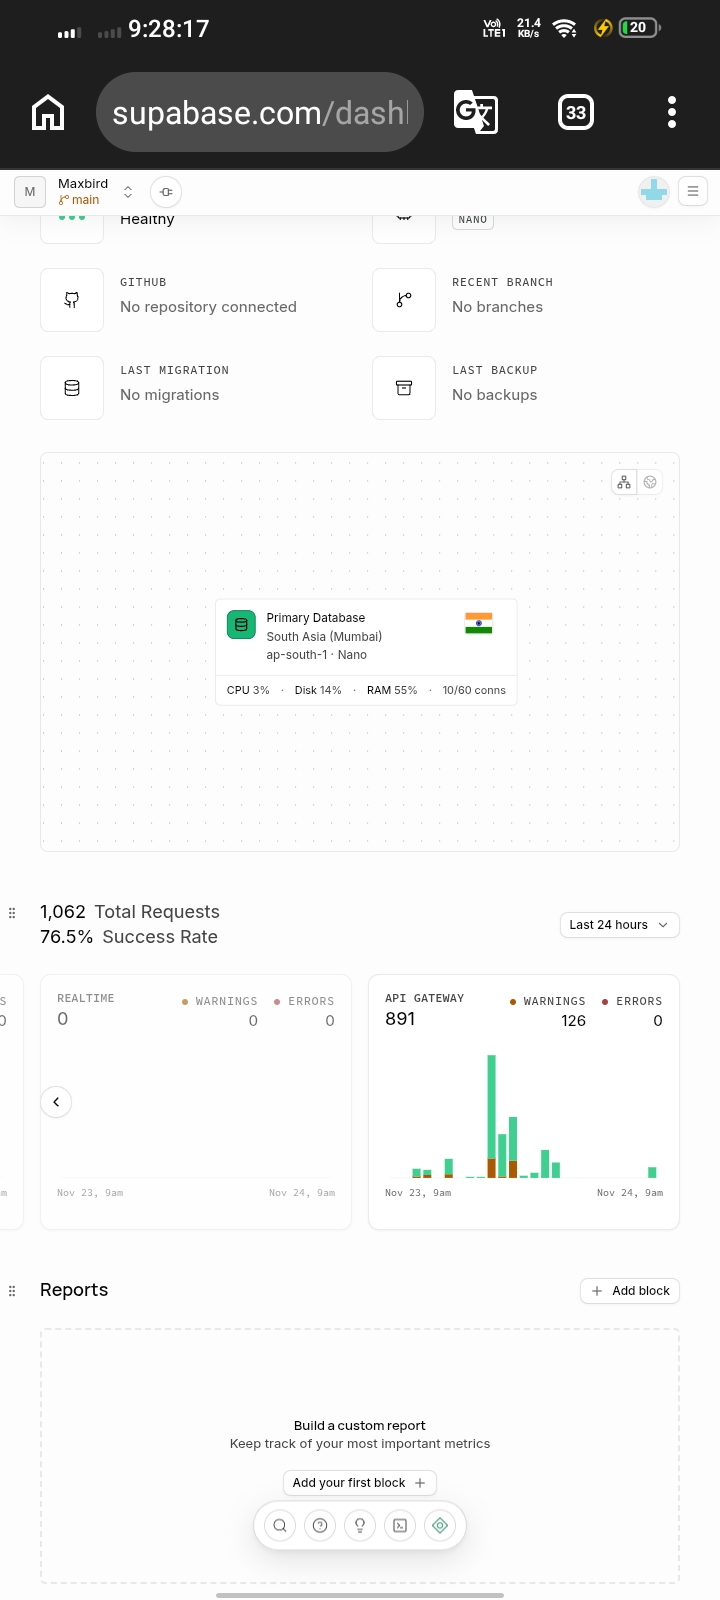 9:28:17
Vo)
LTE1
21.4
KB/s
20
supabase.com/dash
33
M
Maxbird
main
Healthy
NANO
GITHUB
No repository connected
RECENT BRANCH
No branches
LAST MIGRATION
No migrations
LAST BACKUP
No backups
Primary Database
South Asia (Mumbai)
ap-south-1 · Nano
CPU 3% · Disk 14% · RAM 55% · 10/60 conns
1,062 Total Requests
76.5% Success Rate
Last 24 hours
S
0
m
REALTIME
0
WARNINGS
0
ERRORS
0
Nov 23, 9am
Nov 24, 9am
API GATEWAY
891
WARNINGS
126
ERRORS
0
Nov 23, 9am
Nov 24, 9am
Reports
+ Add block
Build a custom report
Keep track of your most important metrics
Add your first block +